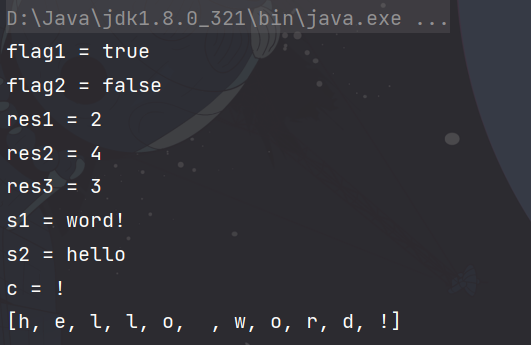 D:\Java\jdk1.8.0_321\bin\java.exe ...
flag1 = true
flag2 = false
res1 = 2
res2 = 4
res3 = 3
s1 = word!
s2 = hello
c = !
[h, e, l, l, o,  , w, o, r, d, !]